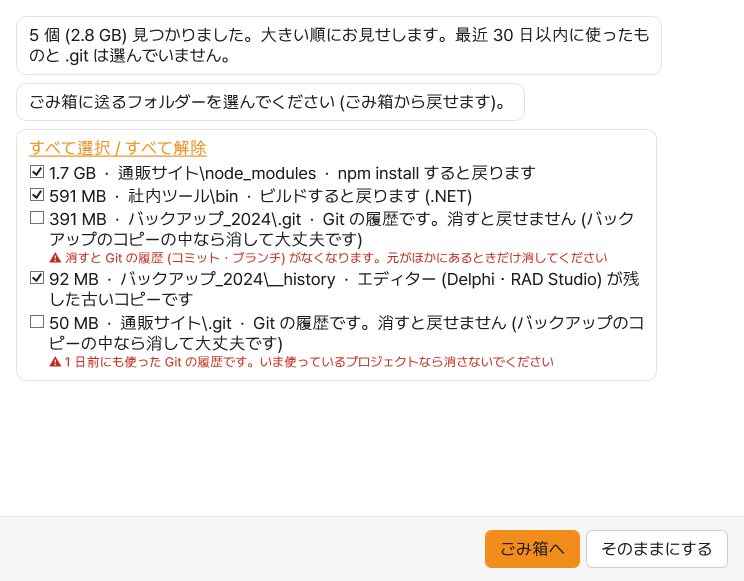 5 個 (2.8 GB) 見つかりました。大きい順にお見せします。最近 30 日以内に使ったも
のと .git は選んでいません。
ごみ箱に送るフォルダーを選んでください (ごみ箱から戻せます)。
すべて選択 / すべて解除
1.7 GB ・ 通販サイト\node_modules ・ npm install すると戻ります
591 MB ・ 社内ツール\bin ・ ビルドすると戻ります (.NET)
391 MB ・ バックアップ_2024\.git ・ Git の履歴です。消すと戻せません (バック
アップのコピーの中なら消して大丈夫です)
⚠ 消すと Git の履歴 (コミット・ブランチ) がなくなります。元がほかにあるときだけ消してください
92 MB ・ バックアップ_2024\__history ・ エディター (Delphi・RAD Studio) が残
した古いコピーです
50 MB ・ 通販サイト\.git ・ Git の履歴です。消すと戻せません (バックアップのコ
ピーの中なら消して大丈夫です)
⚠ 1 日前にも使った Git の履歴です。いま使っているプロジェクトなら消さないでください
ごみ箱へ
そのままにする